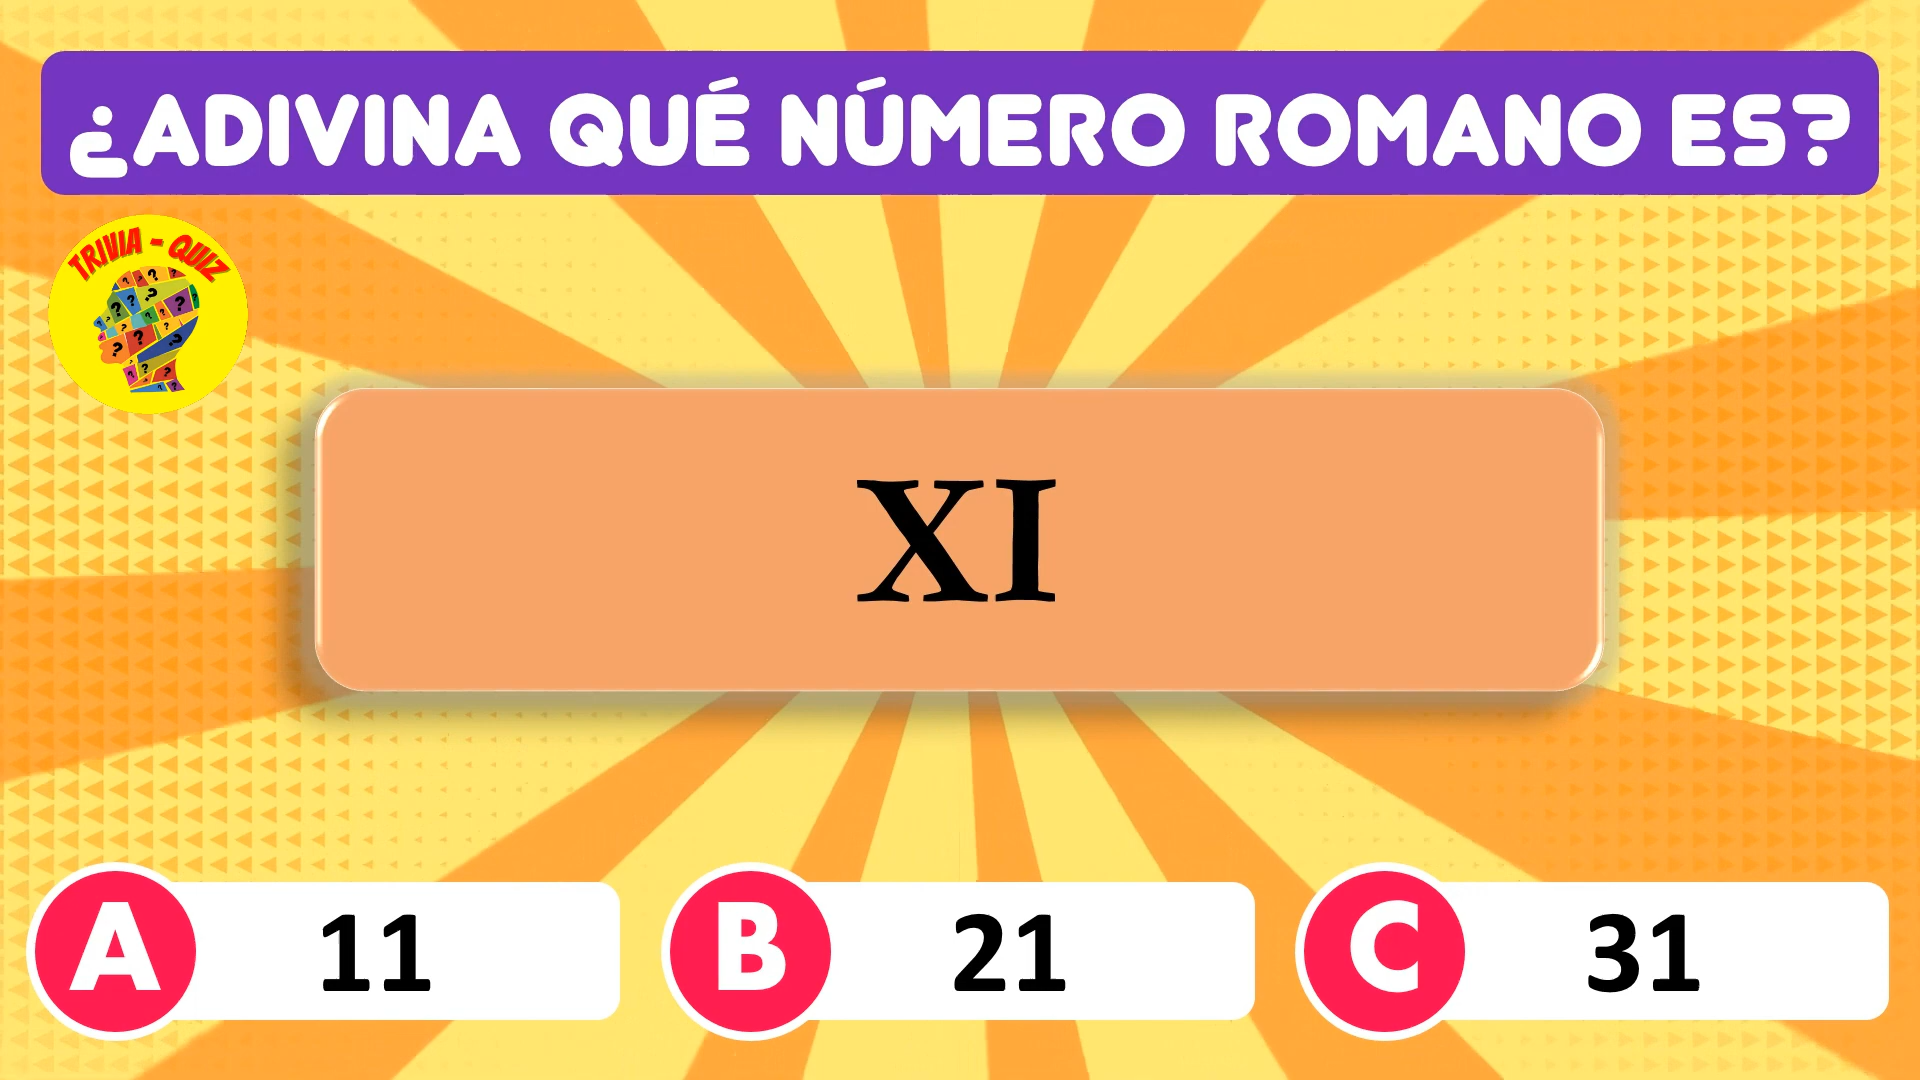 ¿ADIVINA QUÉ NÚMERO ROMANO ES?
TRIVIA - QUIZ
XI
A 11
B 21
C 31